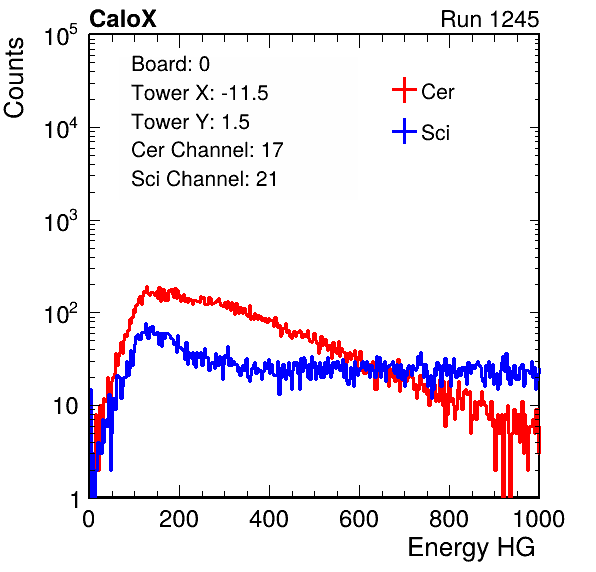 CaloX Run 1245
Counts
Board: 0
Tower X: -11.5
Tower Y: 1.5
Cer Channel: 17
Sci Channel: 21
Cer
Sci
10^5
10^4
10^3
10^2
10
1
0 200 400 600 800 1000
Energy HG